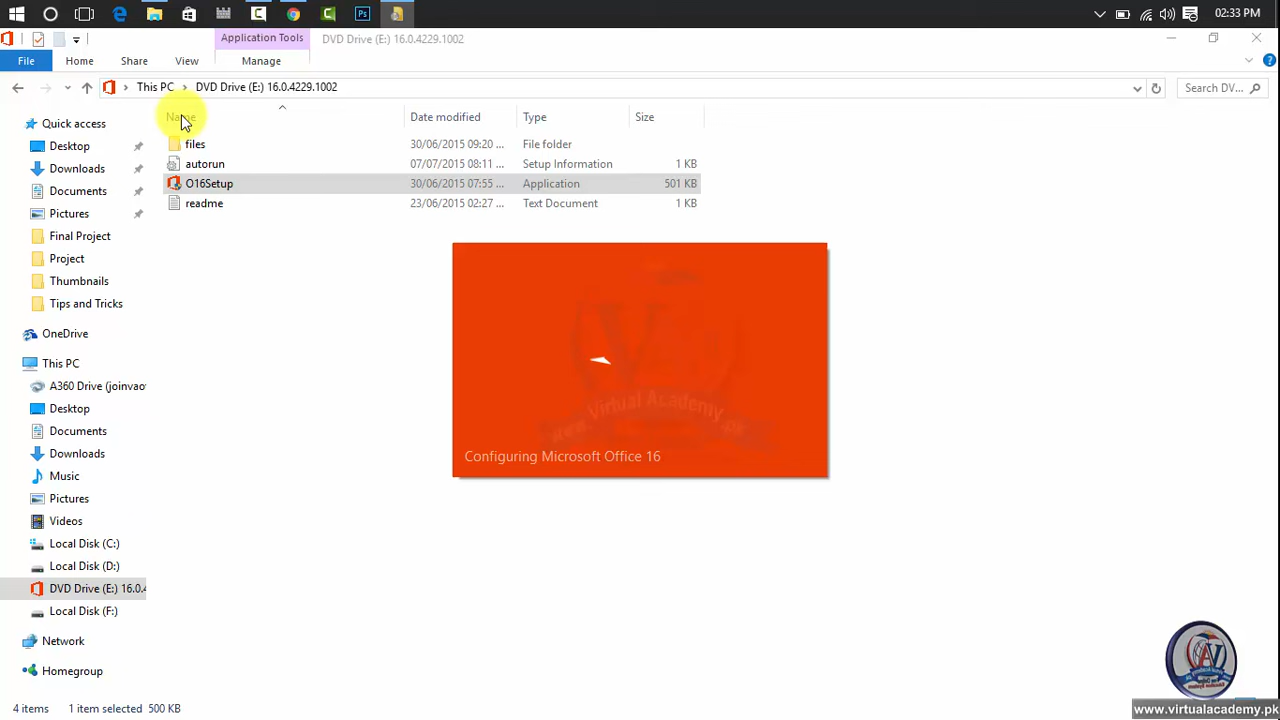 02:33 PM
Application Tools
DVD Drive (E:) 16.0.4229.1002
File
Home
Share
View
Manage
This PC
DVD Drive (E:) 16.0.4229.1002
Search DV...
Name
Date modified
Type
Size
files
30/06/2015 09:20 ...
File folder
autorun
07/07/2015 08:11 ...
Setup Information
1 KB
O16Setup
30/06/2015 07:55 ...
Application
501 KB
readme
23/06/2015 02:27 ...
Text Document
1 KB
Quick access
Desktop
Downloads
Documents
Pictures
Final Project
Project
Thumbnails
Tips and Tricks
OneDrive
This PC
A360 Drive (joinvao
Desktop
Documents
Downloads
Music
Pictures
Videos
Local Disk (C:)
Local Disk (D:)
DVD Drive (E:) 16.0.4
Local Disk (F:)
Network
Homegroup
Virtual Academy
Configuring Microsoft Office 16
4 items
1 item selected 500 KB
www.virtualacademy.pk